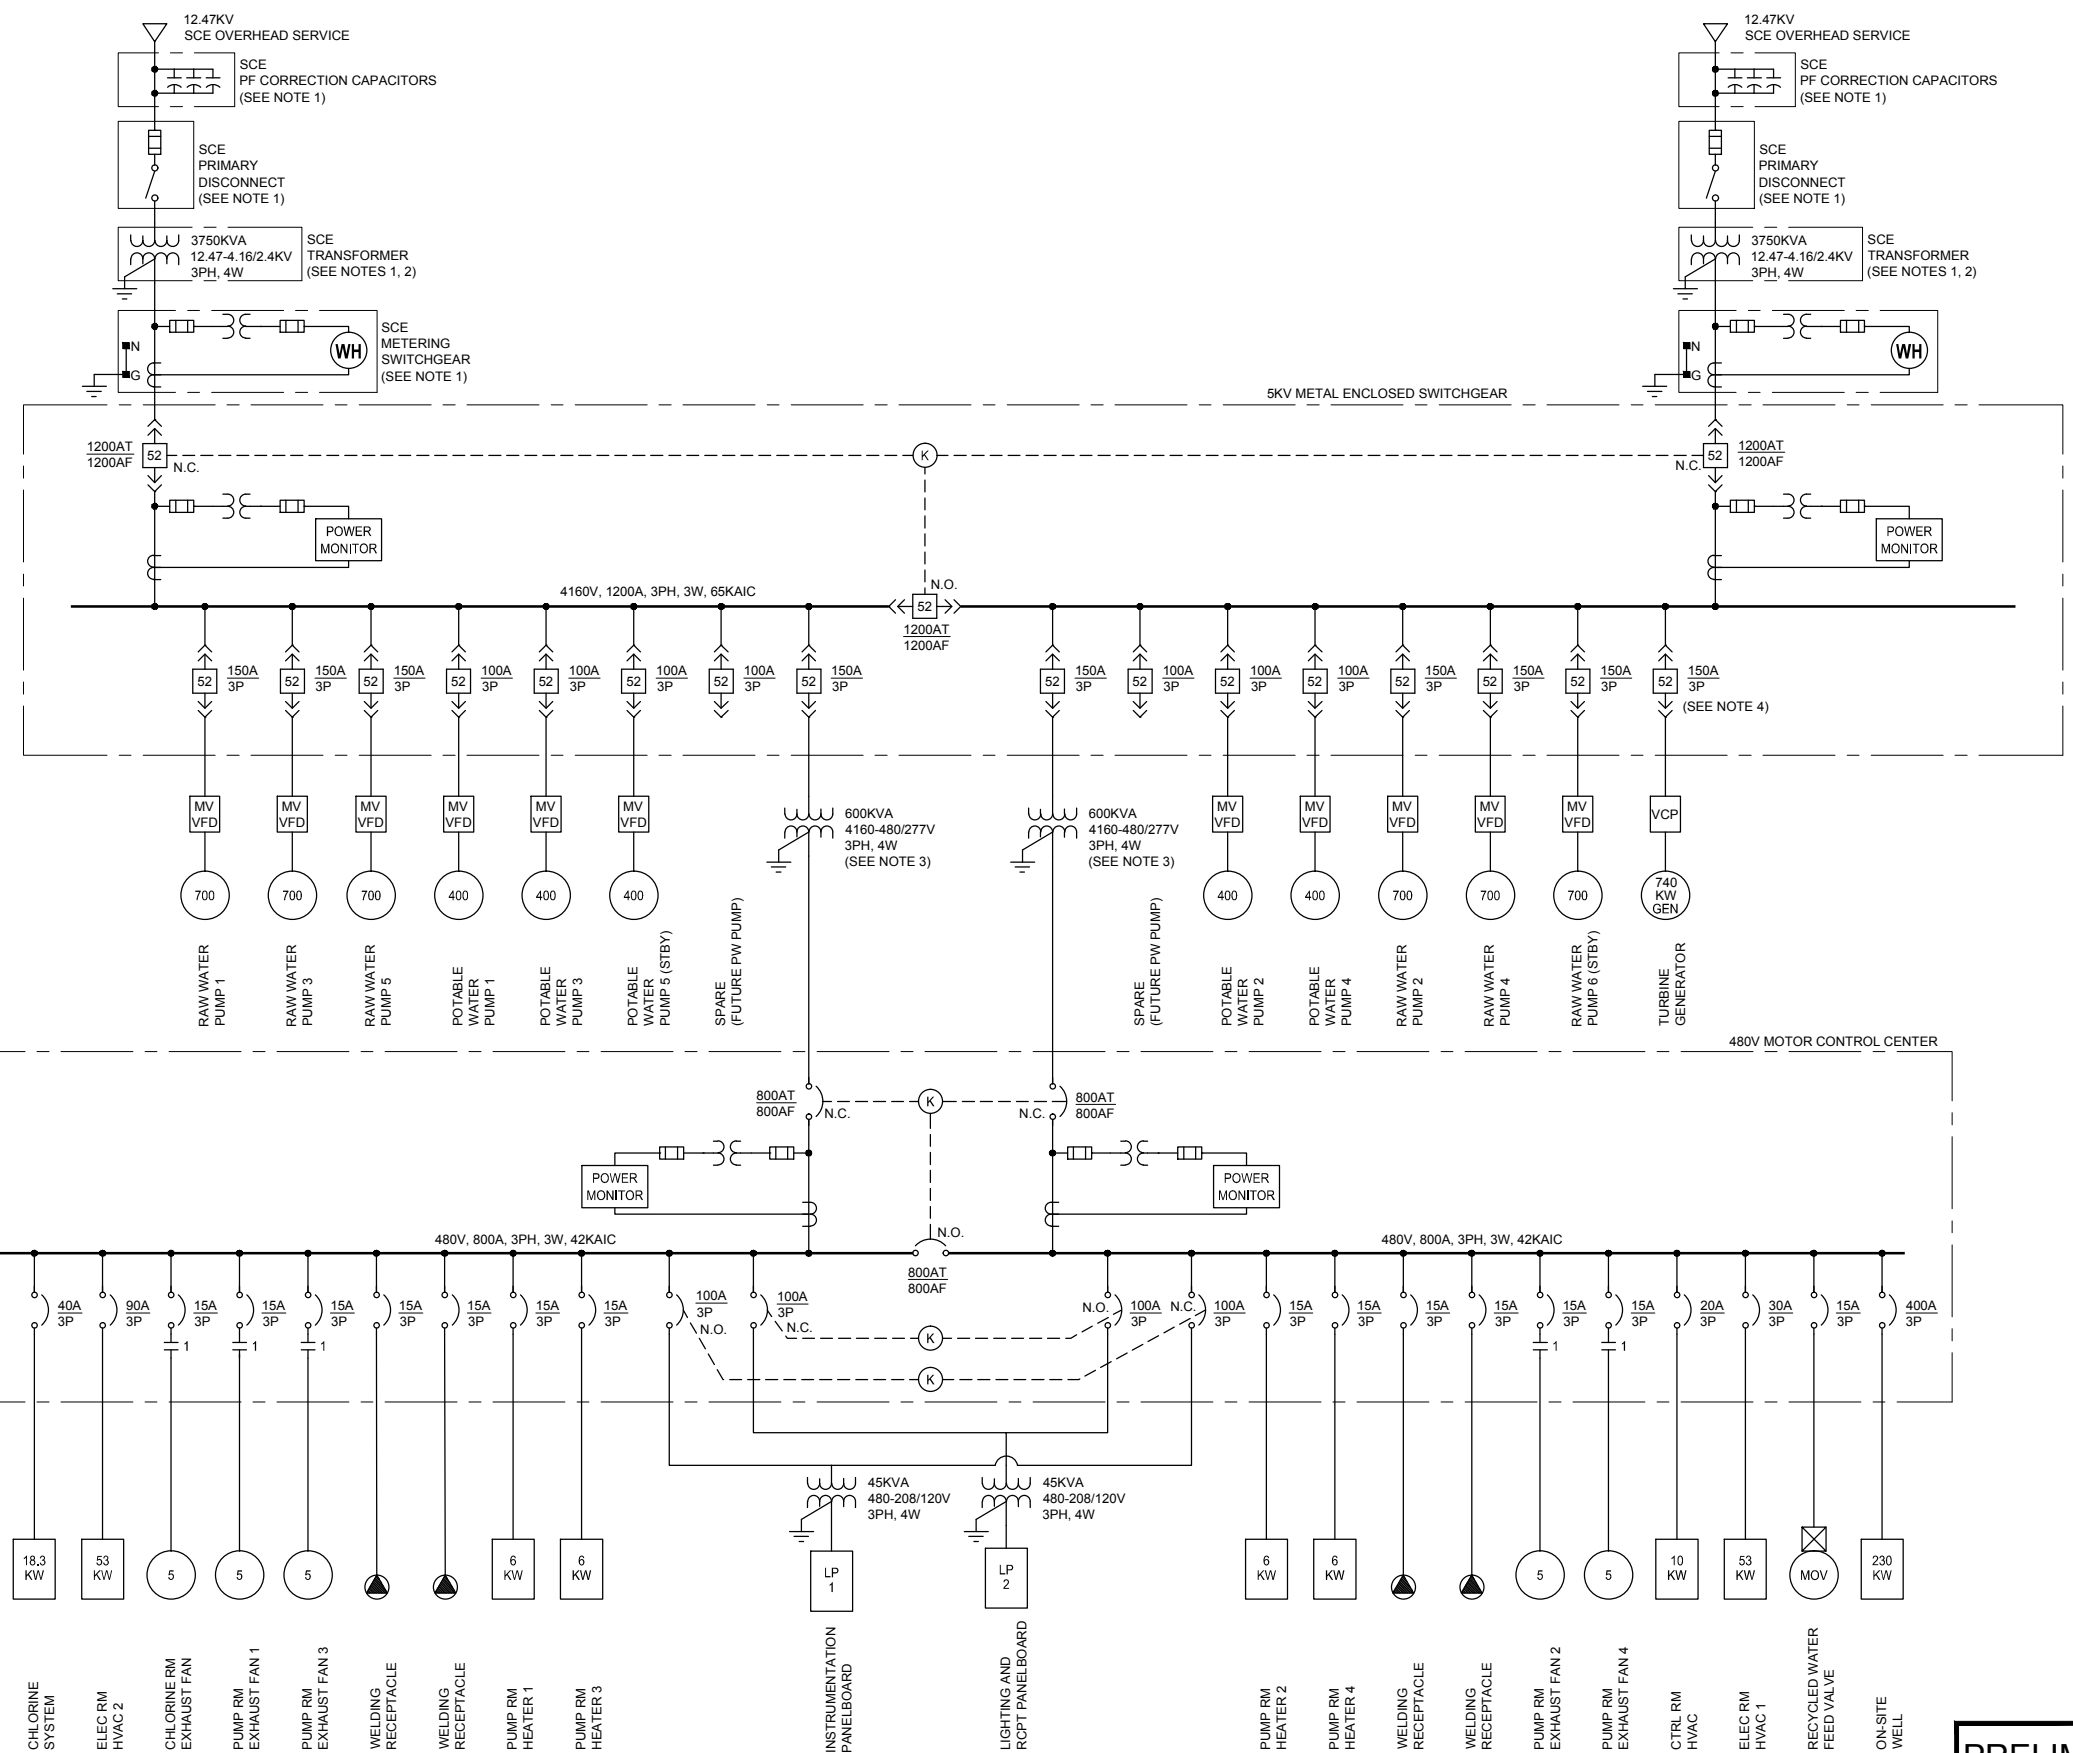 12.47KV
SCE OVERHEAD SERVICE
SCE
PF CORRECTION CAPACITORS
(SEE NOTE 1)
SCE
PRIMARY
DISCONNECT
(SEE NOTE 1)
3750KVA
12.47-4.16/2.4KV
3PH, 4W
SCE
TRANSFORMER
(SEE NOTES 1, 2)
N
G
WH
SCE
METERING
SWITCHGEAR
(SEE NOTE 1)
12.47KV
SCE OVERHEAD SERVICE
SCE
PF CORRECTION CAPACITORS
(SEE NOTE 1)
SCE
PRIMARY
DISCONNECT
(SEE NOTE 1)
3750KVA
12.47-4.16/2.4KV
3PH, 4W
SCE
TRANSFORMER
(SEE NOTES 1, 2)
N
G
WH
5KV METAL ENCLOSED SWITCHGEAR
1200AT
1200AF
52
N.C.
K
N.C.
52
1200AT
1200AF
POWER
MONITOR
POWER
MONITOR
4160V, 1200A, 3PH, 3W, 65KAIC
N.O.
52
1200AT
1200AF
52
150A
3P
52
150A
3P
52
150A
3P
52
100A
3P
52
100A
3P
52
100A
3P
52
100A
3P
52
150A
3P
52
150A
3P
52
100A
3P
52
100A
3P
52
100A
3P
52
150A
3P
52
150A
3P
52
150A
3P
52
150A
3P
(SEE NOTE 4)
MV
VFD
MV
VFD
MV
VFD
MV
VFD
MV
VFD
MV
VFD
600KVA
4160-480/277V
3PH, 4W
(SEE NOTE 3)
600KVA
4160-480/277V
3PH, 4W
(SEE NOTE 3)
MV
VFD
MV
VFD
MV
VFD
MV
VFD
MV
VFD
VCP
700
700
700
400
400
400
400
400
700
700
700
740
KW
GEN
RAW WATER
PUMP 1
RAW WATER
PUMP 3
RAW WATER
PUMP 5
POTABLE
WATER
PUMP 1
POTABLE
WATER
PUMP 3
POTABLE
WATER
PUMP 5 (STBY)
SPARE
(FUTURE PW PUMP)
SPARE
(FUTURE PW PUMP)
POTABLE
WATER
PUMP 2
POTABLE
WATER
PUMP 4
RAW WATER
PUMP 2
RAW WATER
PUMP 4
RAW WATER
PUMP 6 (STBY)
TURBINE
GENERATOR
480V MOTOR CONTROL CENTER
800AT
800AF
N.C.
K
N.C.
800AT
800AF
POWER
MONITOR
POWER
MONITOR
480V, 800A, 3PH, 3W, 42KAIC
N.O.
800AT
800AF
480V, 800A, 3PH, 3W, 42KAIC
40A
3P
90A
3P
15A
3P
1
15A
3P
1
15A
3P
1
15A
3P
15A
3P
15A
3P
15A
3P
100A
3P
N.O.
100A
3P
N.C.
K
K
N.O.
100A
3P
N.C.
100A
3P
15A
3P
15A
3P
15A
3P
15A
3P
15A
3P
1
15A
3P
1
20A
3P
30A
3P
15A
3P
400A
3P
45KVA
480-208/120V
3PH, 4W
45KVA
480-208/120V
3PH, 4W
18.3
KW
53
KW
5
5
5
6
KW
6
KW
LP
1
LP
2
6
KW
6
KW
5
5
10
KW
53
KW
MOV
230
KW
CHLORINE
SYSTEM
ELEC RM
HVAC 2
CHLORINE RM
EXHAUST FAN
PUMP RM
EXHAUST FAN 1
PUMP RM
EXHAUST FAN 3
WELDING
RECEPTACLE
WELDING
RECEPTACLE
PUMP RM
HEATER 1
PUMP RM
HEATER 3
INSTRUMENTATION
PANELBOARD
LIGHTING AND
RCPT PANELBOARD
PUMP RM
HEATER 2
PUMP RM
HEATER 4
WELDING
RECEPTACLE
WELDING
RECEPTACLE
PUMP RM
EXHAUST FAN 2
PUMP RM
EXHAUST FAN 4
CTRL RM
HVAC
ELEC RM
HVAC 1
RECYCLED WATER
FEED VALVE
ON-SITE
WELL
PRELIM